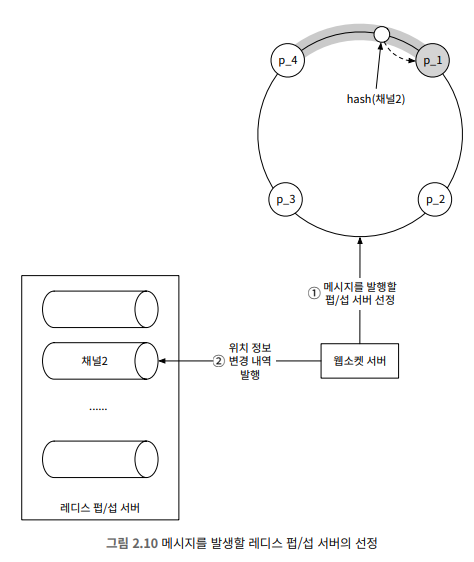 p_4
p_1
hash(채널2)
p_3
p_2
① 메시지를 발행할
펍/섭 서버 선정
채널2
위치 정보
② 변경 내역
발행
웹소켓 서버
......
레디스 펍/섭 서버
그림 2.10 메시지를 발생할 레디스 펍/섭 서버의 선정